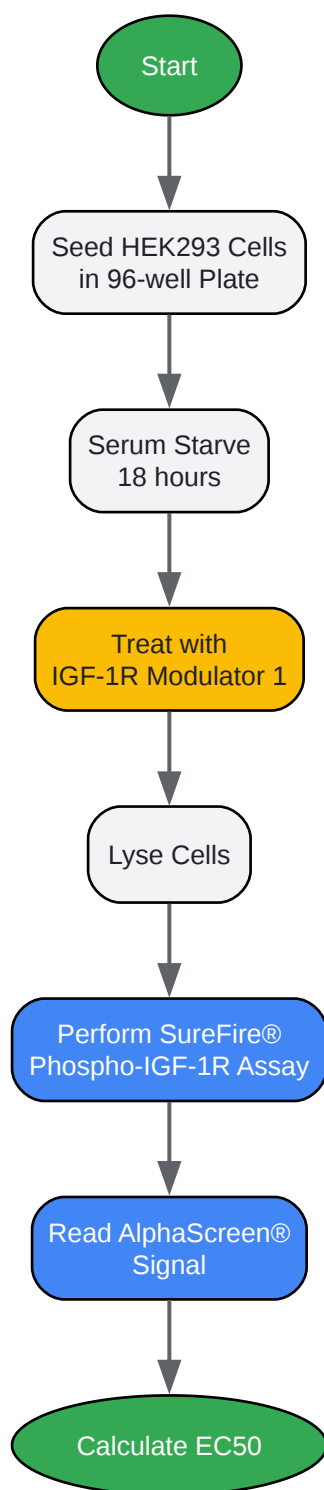 Start
Seed HEK293 Cells
in 96-well Plate
Serum Starve
18 hours
Treat with
IGF-1R Modulator 1
Lyse Cells
Perform SureFire®
Phospho-IGF-1R Assay
Read AlphaScreen®
Signal
Calculate EC50